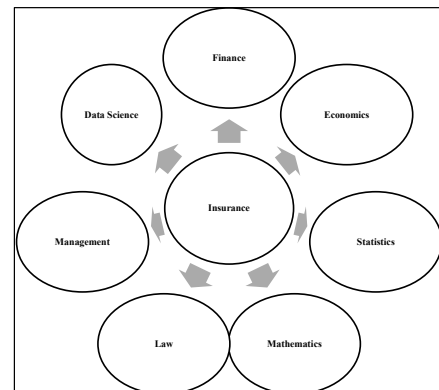 Finance
Data Science
Economics
Insurance
Management
Statistics
Law
Mathematics